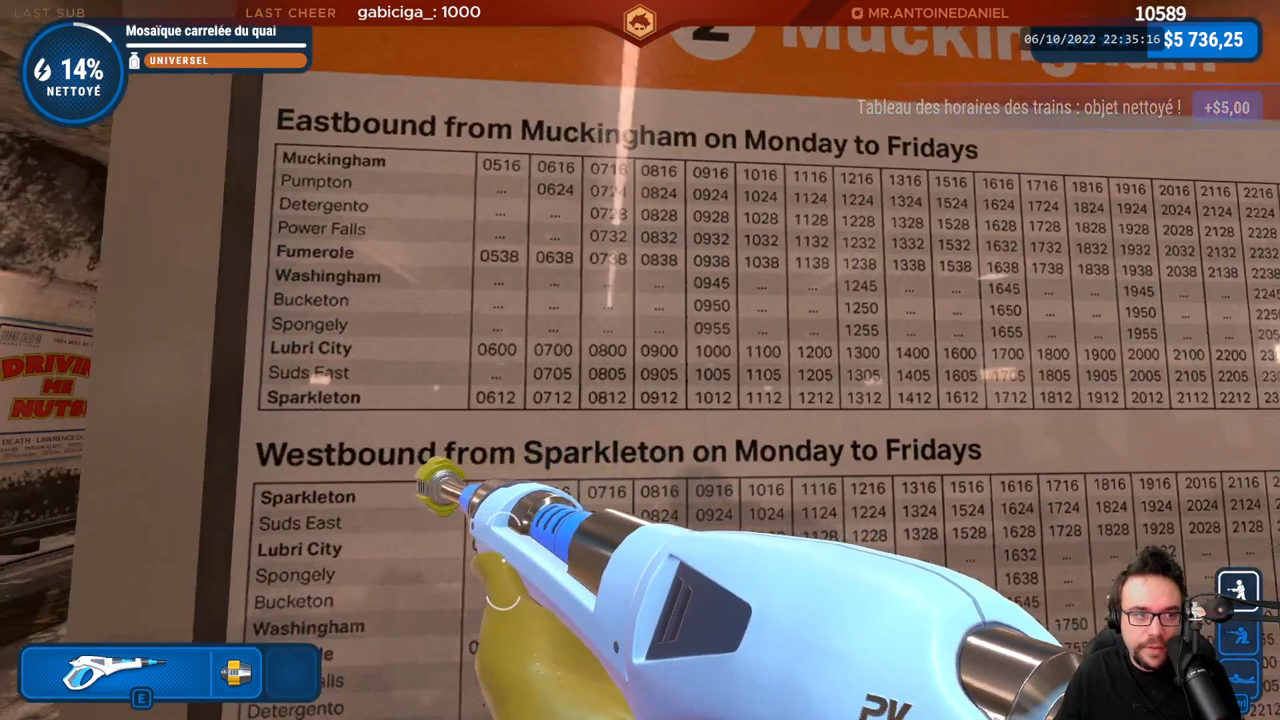 LAST SUB LAST CHEER gabiciga_: 1000 MR.ANTOINEDANIEL 10589
Mosaïque carrelée du quai
UNIVERSEL
14%
NETTOYÉ
06/10/2022 22:35:16 $5 736,25
2 Muckingham
Tableau des horaires des trains : objet nettoyé ! +$5,00
Eastbound from Muckingham on Monday to Fridays
Muckingham 0516 0616 0716 0816 0916 1016 1116 1216 1316 1516 1616 1716 1816 1916 2016 2116 2216
Pumpton ... 0624 0724 0824 0924 1024 1124 1224 1324 1524 1624 1724 1824 1924 2024 2124 2224
Detergento ... ... 0728 0828 0928 1028 1128 1228 1328 1528 1628 1728 1828 1928 2028 2128 2228
Power Falls ... ... 0732 0832 0932 1032 1132 1232 1332 1532 1632 1732 1832 1932 2032 2132 2232
Fumerole 0538 0638 0738 0838 0938 1038 1138 1238 1338 1538 1638 1738 1838 1938 2038 2138 2238
Washingham ... ... ... ... 0945 ... ... 1245 ... ... 1645 ... ... 1945 ... ... 2245
Bucketon ... ... ... ... 0950 ... ... 1250 ... ... 1650 ... ... 1950 ... ...
Spongely ... ... ... ... 0955 ... ... 1255 ... ... 1655 ... ... 1955 ... ...
Lubri City 0600 0700 0800 0900 1000 1100 1200 1300 1400 1600 1700 1800 1900 2000 2100 2200
Suds East ... 0705 0805 0905 1005 1105 1205 1305 1405 1605 1705 1805 1905 2005 2105 2205
Sparkleton 0612 0712 0812 0912 1012 1112 1212 1312 1412 1612 1712 1812 1912 2012 2112 2212
DRIVIN
ME
NUTS
Westbound from Sparkleton on Monday to Fridays
Sparkleton 0716 0816 0916 1016 1116 1216 1316 1516 1616 1716 1816 1916 2016 2116
Suds East 0824 0924 1024 1124 1224 1324 1524 1624 1724 1824 1924 2024 2124
Lubri City 1128 1228 1328 1528 1628 1728 1828 1928 2028 2128
Spongely 1632 ...
Bucketon 1638 ...
Washingham 1645 ... 1750
Detergento 2212
E
PV